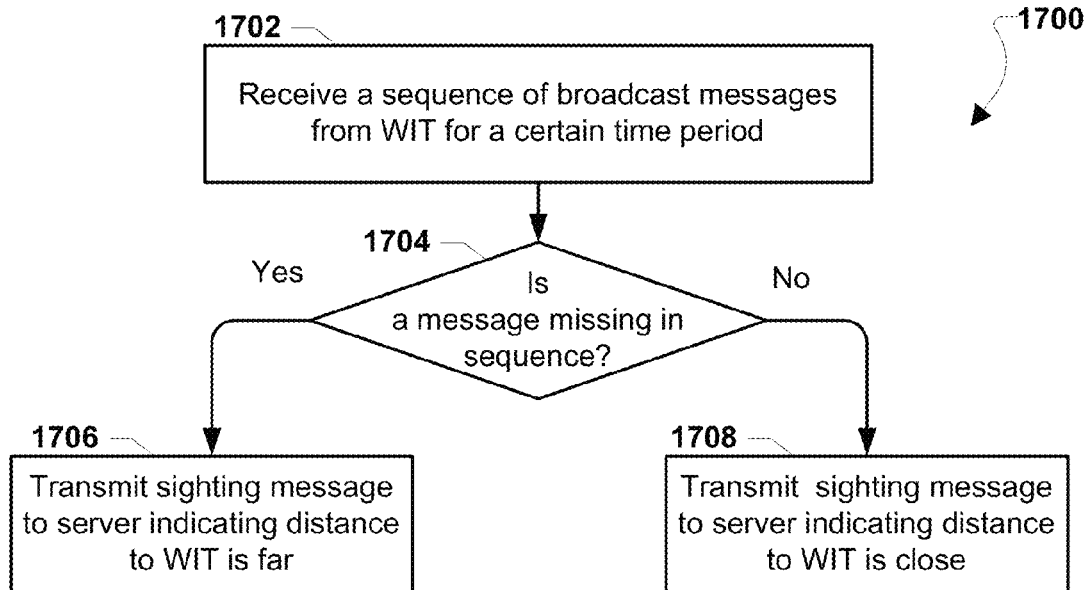 1702
1700
Receive a sequence of broadcast messages
from WIT for a certain time period
1704
Yes
No
Is
a message missing in
sequence?
1706
1708
Transmit sighting message
to server indicating distance
to WIT is far
Transmit sighting message
to server indicating distance
to WIT is close